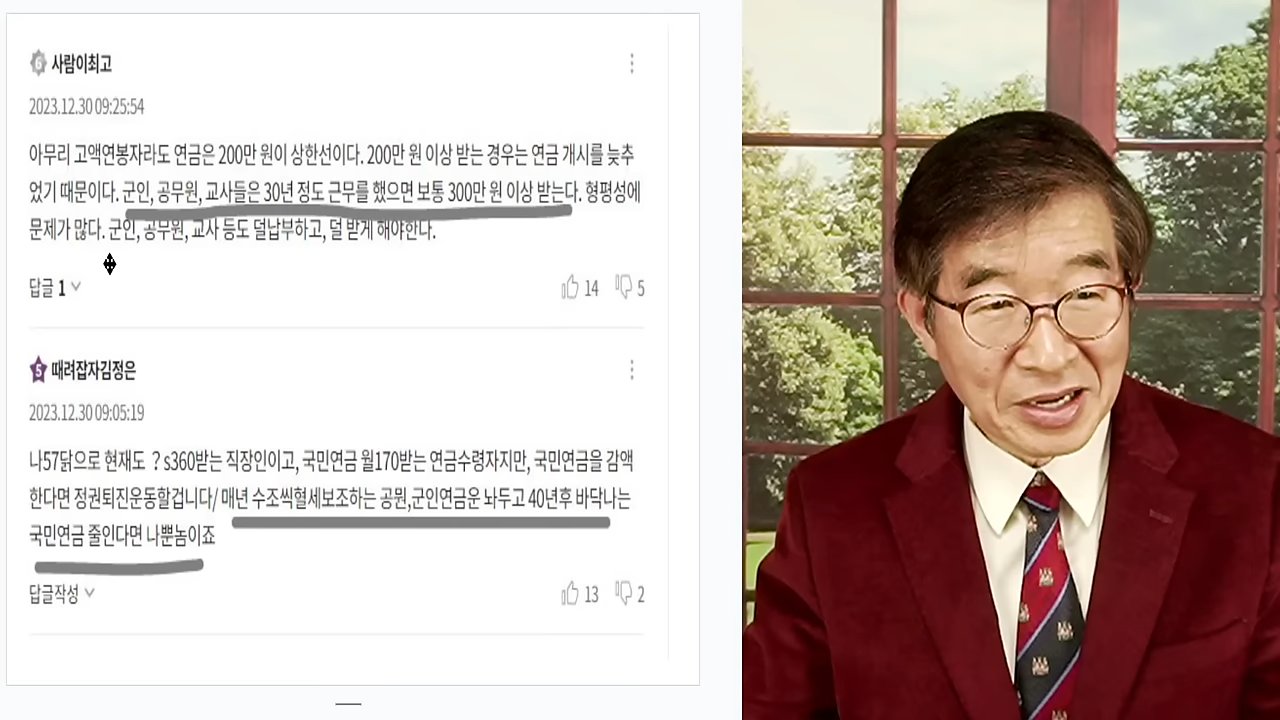 사람이최고
2023.12.30 09:25:54
아무리 고액연봉자라도 연금은 200만 원이 상한선이다. 200만 원 이상 받는 경우는 연금 개시를 늦추
었기 때문이다. 군인, 공무원, 교사들은 30년 정도 근무를 했으면 보통 300만 원 이상 받는다. 형평성에
문제가 많다. 군인, 공무원, 교사 등도 덜납부하고, 덜 받게 해야한다.
답글 1
14 5
때려잡자김정은
2023.12.30 09:05:19
나57닭으로 현재도 ?s360받는 직장인이고, 국민연금 월170받는 연금수령자지만, 국민연금을 감액
한다면 정권퇴진운동할겁니다/ 매년 수조씩혈세보조하는 공원,군인연금운 놔두고 40년후 바닥나는
국민연금 줄인다면 나뿐놈이죠
답글작성
13 2